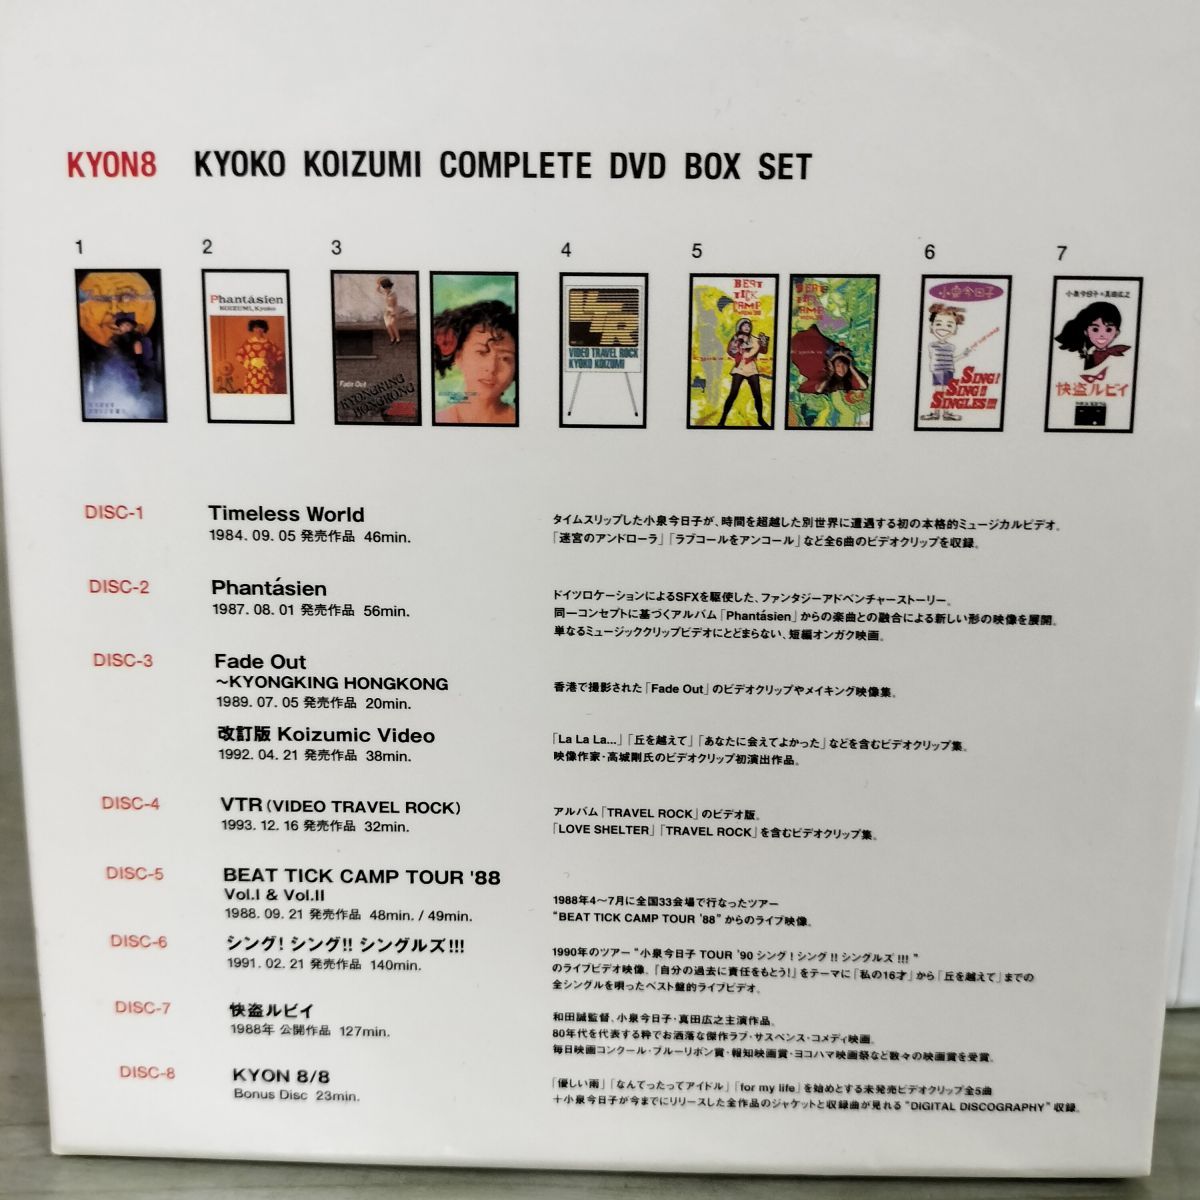 KYON8 KYOKO KOIZUMI COMPLETE DVD BOX SET
1 2 3 4 5 6 7
Phantásien
KOIZUMI, Kyoko
Fade Out
KYONGKING
HONGKONG
VTR
VIDEO TRAVEL ROCK
KYOKO KOIZUMI
BEAT
TICK
CAMP
小泉今日子
SING!
SING!!
SINGLES!!!
小泉今日子×真田広之
快盗ルビイ
DISC-1 Timeless World
1984. 09. 05 発売作品 46min.
タイムスリップした小泉今日子が、時間を超越した別世界に遭遇する初の本格的ミュージカルビデオ。
「迷宮のアンドローラ」「ラブコールをアンコール」など全6曲のビデオクリップを収録。
DISC-2 Phantásien
1987. 08. 01 発売作品 56min.
ドイツロケーションによるSFXを駆使した、ファンタジーアドベンチャーストーリー。
同一コンセプトに基づくアルバム「Phantásien」からの楽曲との融合による新しい形の映像を展開。
単なるミュージッククリップビデオにとどまらない、短編オンガク映画。
DISC-3 Fade Out
～KYONGKING HONGKONG
1989. 07. 05 発売作品 20min.
香港で撮影された「Fade Out」のビデオクリップやメイキング映像集。
改訂版 Koizumic Video
1992. 04. 21 発売作品 38min.
「La La La...」「丘を越えて」「あなたに会えてよかった」などを含むビデオクリップ集。
映像作家・高城剛氏のビデオクリップ初演出作品。
DISC-4 VTR (VIDEO TRAVEL ROCK)
1993. 12. 16 発売作品 32min.
アルバム「TRAVEL ROCK」のビデオ版。
「LOVE SHELTER」「TRAVEL ROCK」を含むビデオクリップ集。
DISC-5 BEAT TICK CAMP TOUR '88
Vol.I & Vol.II
1988. 09. 21 発売作品 48min. / 49min.
1988年4～7月に全国33会場で行なったツアー
"BEAT TICK CAMP TOUR '88" からのライブ映像。
DISC-6 シング! シング!! シングルズ!!!
1991. 02. 21 発売作品 140min.
1990年のツアー "小泉今日子 TOUR '90 シング! シング!! シングルズ!!!"
のライブビデオ映像。『自分の過去に責任をもとう!』をテーマに「私の16才」から「丘を越えて」までの
全シングルを唄ったベスト盤的ライブビデオ。
DISC-7 快盗ルビイ
1988年 公開作品 127min.
和田誠監督、小泉今日子・真田広之主演作品。
80年代を代表する粋でお洒落な傑作ラブ・サスペンス・コメディ映画。
毎日映画コンクール・ブルーリボン賞・報知映画賞・ヨコハマ映画祭など数々の映画賞を受賞。
DISC-8 KYON 8/8
Bonus Disc 23min.
「優しい雨」「なんてったってアイドル」「for my life」を始めとする未発売ビデオクリップ全5曲
＋小泉今日子が今までにリリースした全作品のジャケットと収録曲が見れる "DIGITAL DISCOGRAPHY" 収録。